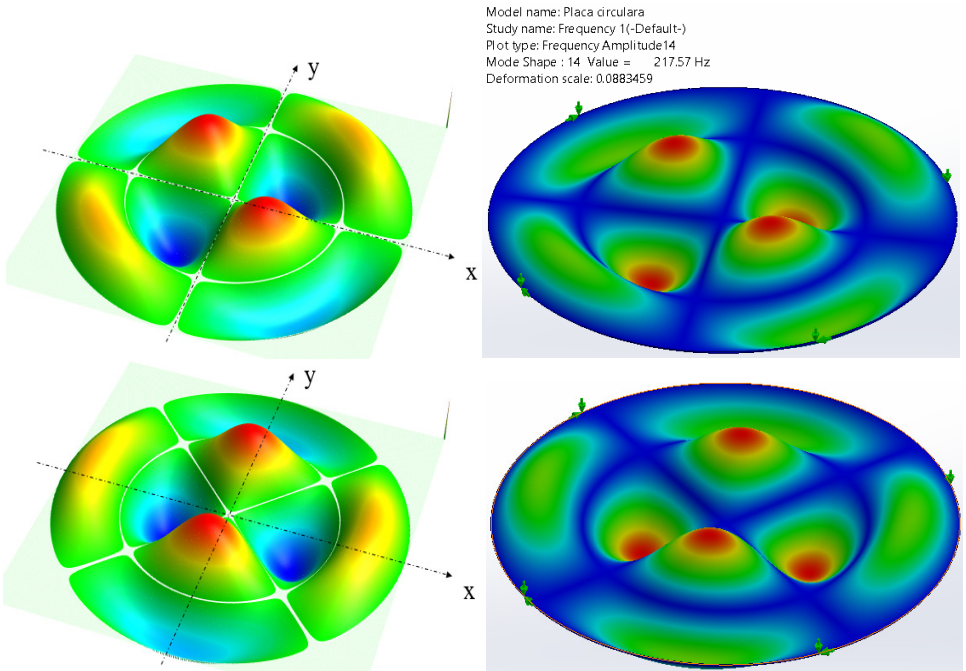 Model name: Placa circulara
Study name: Frequency 1(-Default-)
Plot type: Frequency Amplitude14
Mode Shape : 14 Value = 217.57 Hz
Deformation scale: 0.0883459
y
x
y
x